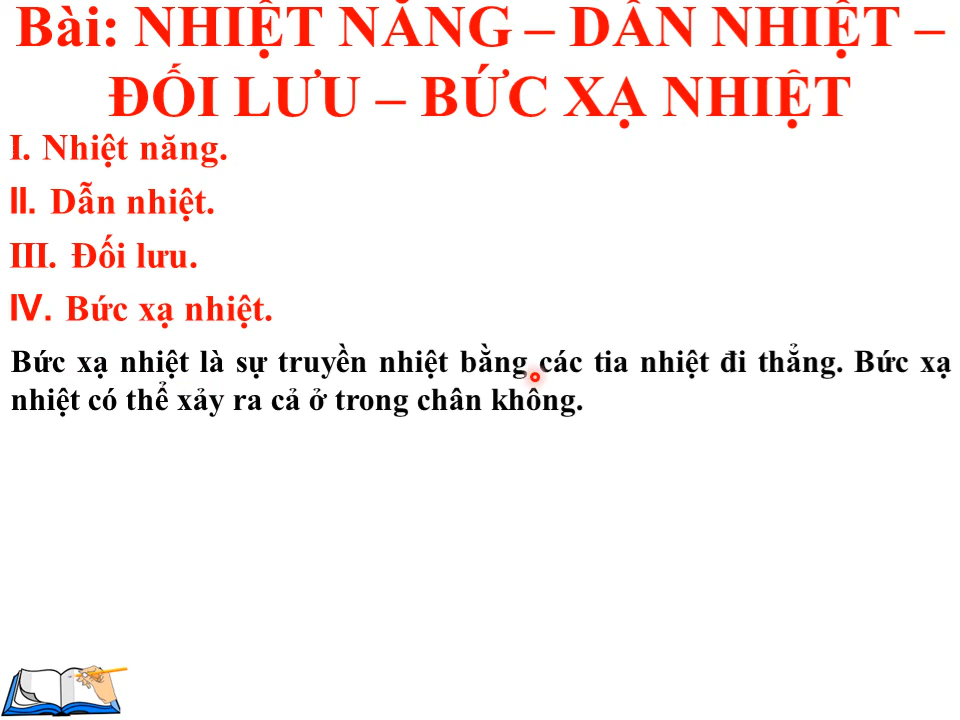 Bài: NHIỆT NĂNG – DẪN NHIỆT –
ĐỐI LƯU – BỨC XẠ NHIỆT
I. Nhiệt năng.
II. Dẫn nhiệt.
III. Đối lưu.
IV. Bức xạ nhiệt.
Bức xạ nhiệt là sự truyền nhiệt bằng các tia nhiệt đi thẳng. Bức xạ
nhiệt có thể xảy ra cả ở trong chân không.